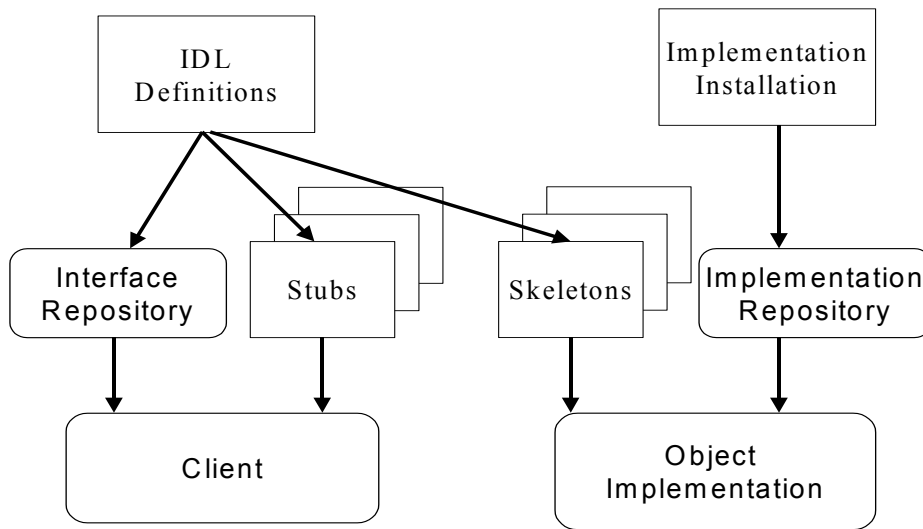 IDL
Definitions
Implementation
Installation
Interface
Repository
Stubs
Skeletons
Implementation
Repository
Client
Object
Implementation